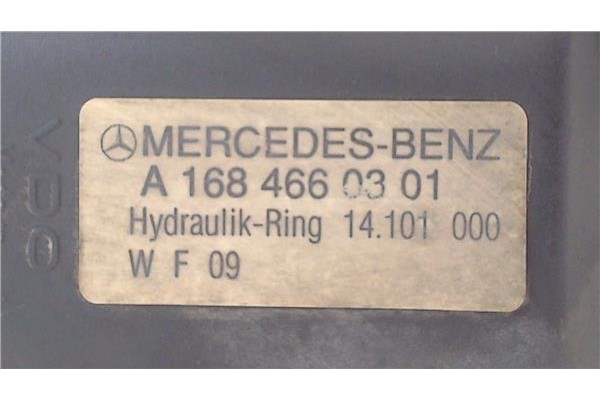 MERCEDES-BENZ
A 168 466 03 01
Hydraulik-Ring 14.101 000
W F 09
VDO